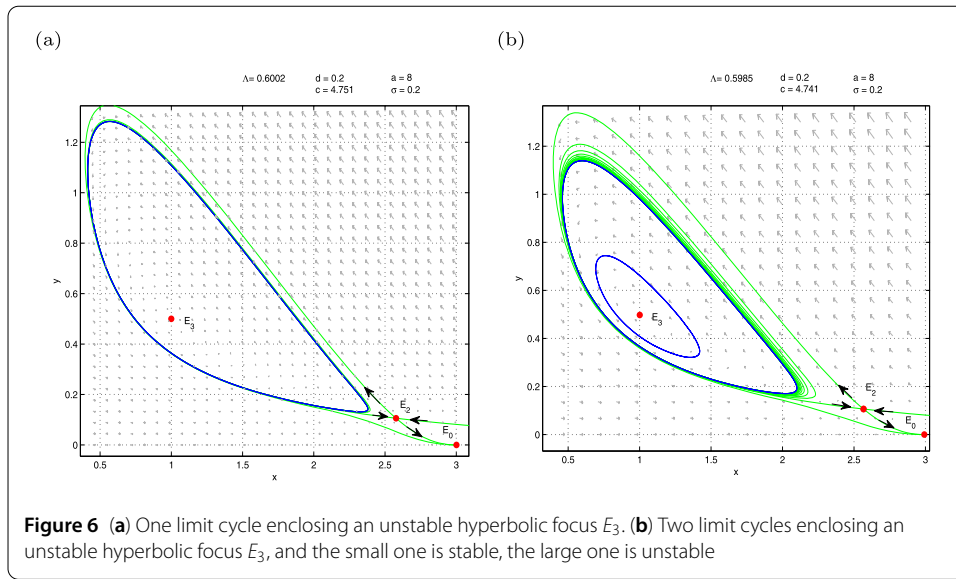 (a)
Λ= 0.6002 d = 0.2 a = 8
c = 4.751 σ = 0.2
1.2
1
0.8
y
0.6
0.4
0.2
0
E3
E2
E0
0.5 1 1.5 2 2.5 3
x
(b)
Λ= 0.5985 d = 0.2 a = 8
c = 4.741 σ = 0.2
1.2
1
0.8
y
0.6
0.4
0.2
0
E3
E2
E0
0.5 1 1.5 2 2.5 3
x
Figure 6 (a) One limit cycle enclosing an unstable hyperbolic focus E3. (b) Two limit cycles enclosing an
unstable hyperbolic focus E3, and the small one is stable, the large one is unstable